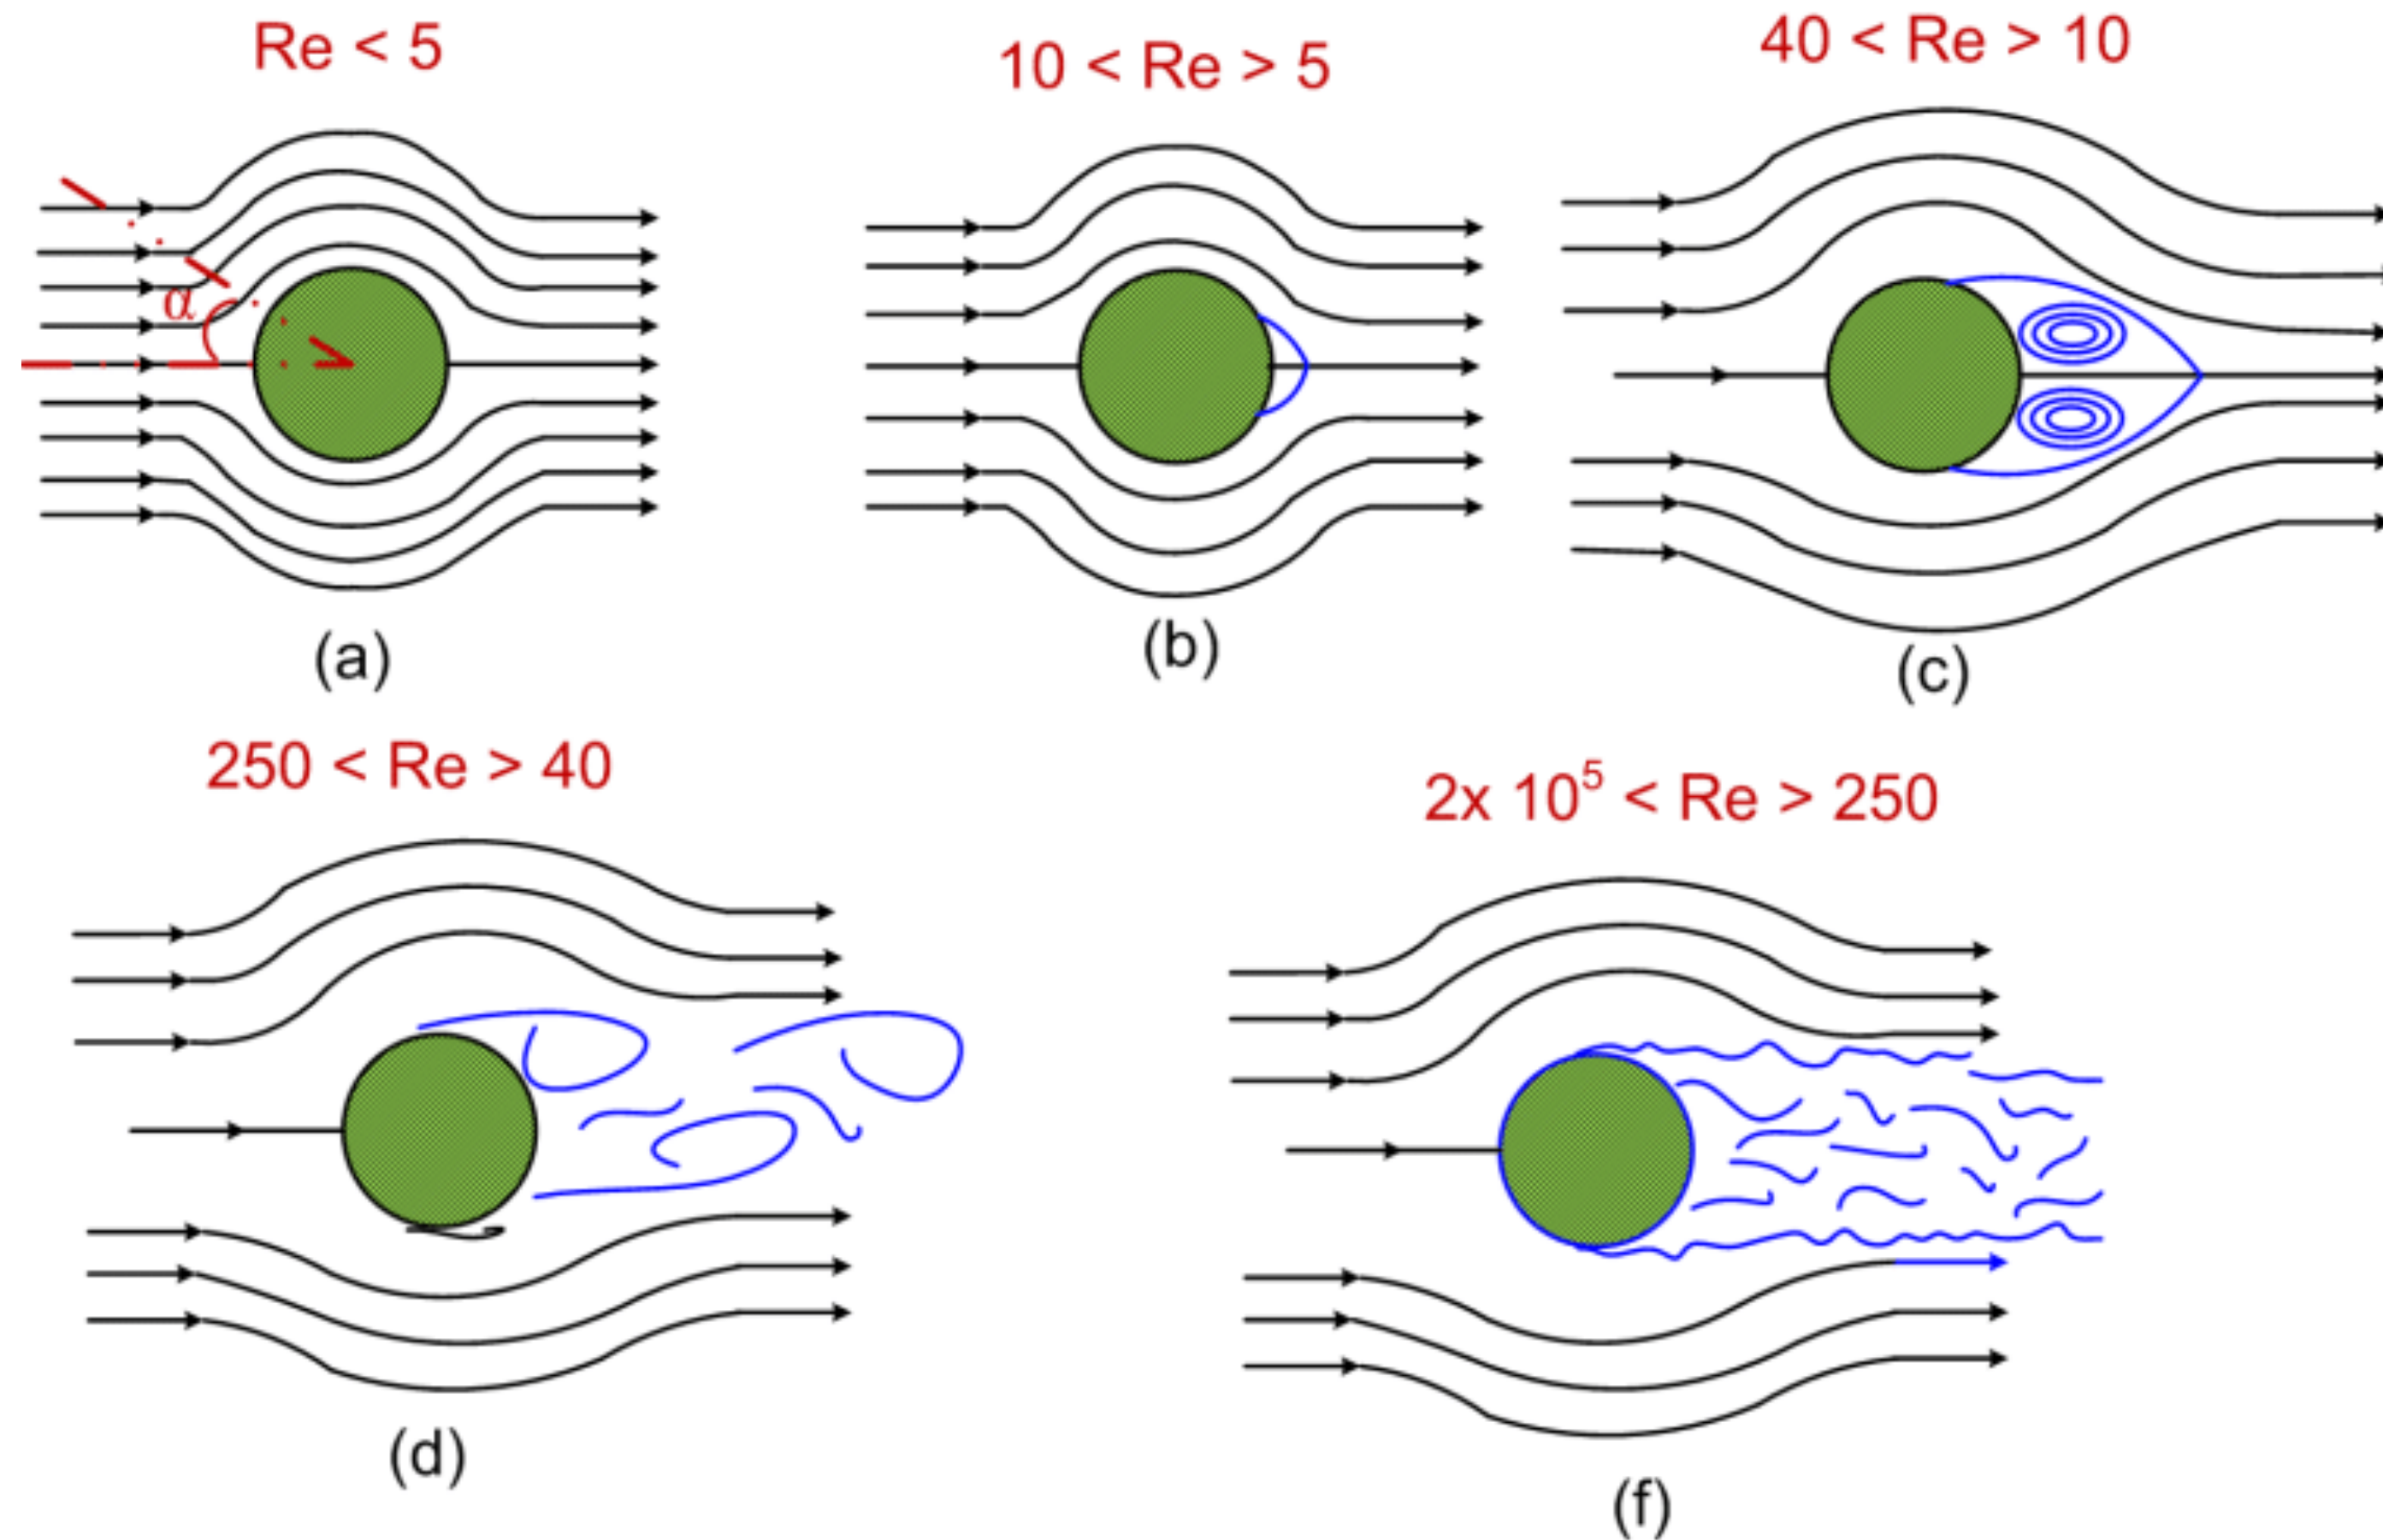 Re < 5
10 < Re > 5
40 < Re > 10
α
(a)
(b)
(c)
250 < Re > 40
2x 10⁵ < Re > 250
(d)
(f)